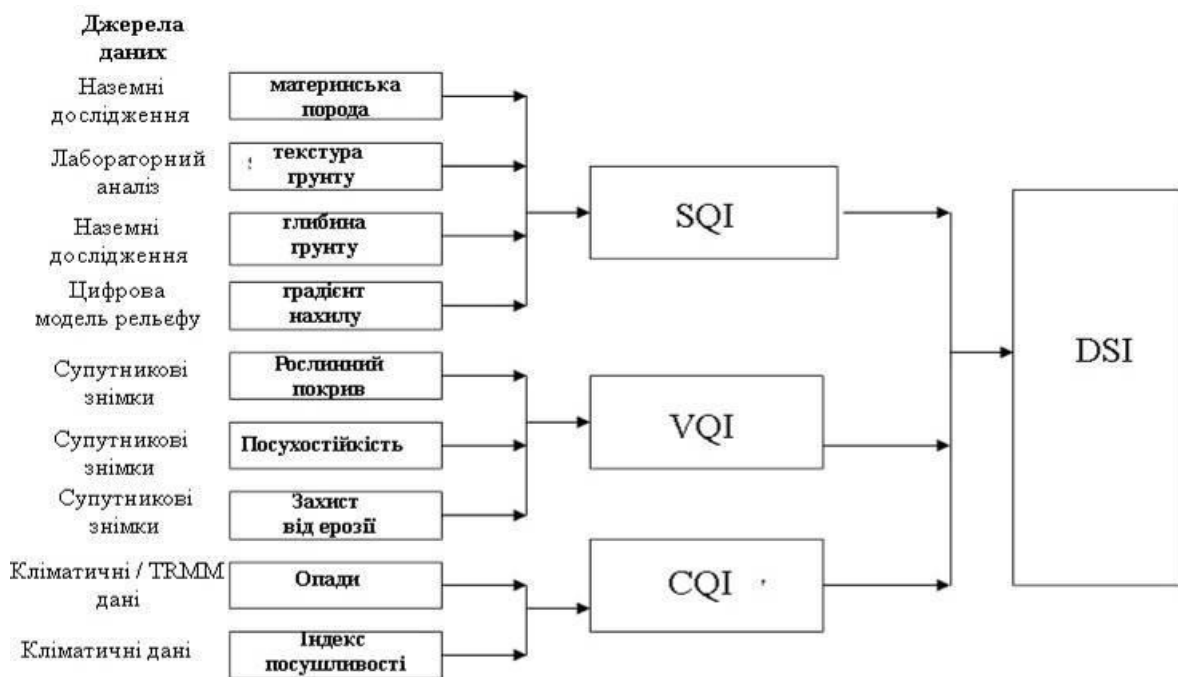 Джерела
даних
Наземні
дослідження
материнська
порода
Лабораторний
аналіз
текстура
грунту
Наземні
дослідження
глибина
грунту
Цифрова
модель рельєфу
градієнт
нахилу
SQI
Супутникові
знімки
Рослинний
покрив
Супутникові
знімки
Посухостійкість
Супутникові
знімки
Захист
від ерозії
VQI
Кліматичні / TRMM
дані
Опади
Кліматичні дані
Індекс
посушливості
CQI
DSI